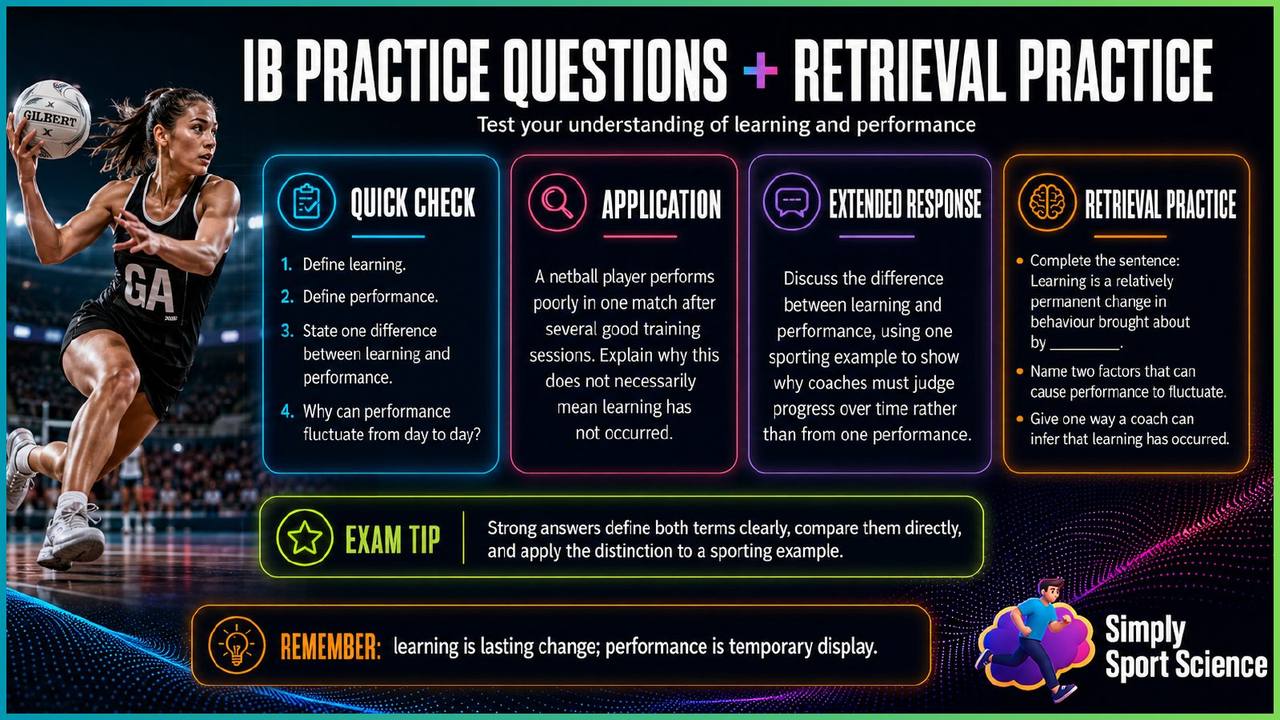 IB PRACTICE QUESTIONS + RETRIEVAL PRACTICE
Test your understanding of learning and performance
GILBERT
GA
QUICK CHECK
1. Define learning.
2. Define performance.
3. State one difference
between learning and
performance.
4. Why can performance
fluctuate from day to day?
APPLICATION
A netball player performs
poorly in one match after
several good training
sessions. Explain why this
does not necessarily
mean learning has
not occurred.
EXTENDED RESPONSE
Discuss the difference
between learning and
performance, using one
sporting example to show
why coaches must judge
progress over time rather
than from one performance.
RETRIEVAL PRACTICE
• Complete the sentence:
Learning is a relatively
permanent change in
behaviour brought about
by _________.
• Name two factors that can
cause performance to fluctuate.
• Give one way a coach can
infer that learning has occurred.
EXAM TIP
Strong answers define both terms clearly, compare them directly,
and apply the distinction to a sporting example.
REMEMBER: learning is lasting change; performance is temporary display.
Simply
Sport Science